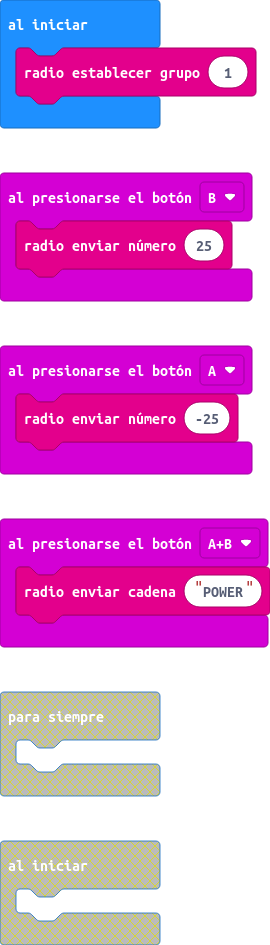 al iniciar
radio establecer grupo 1
al presionarse el botón B
radio enviar número 25
al presionarse el botón A
radio enviar número -25
al presionarse el botón A+B
radio enviar cadena "POWER"
para siempre
al iniciar